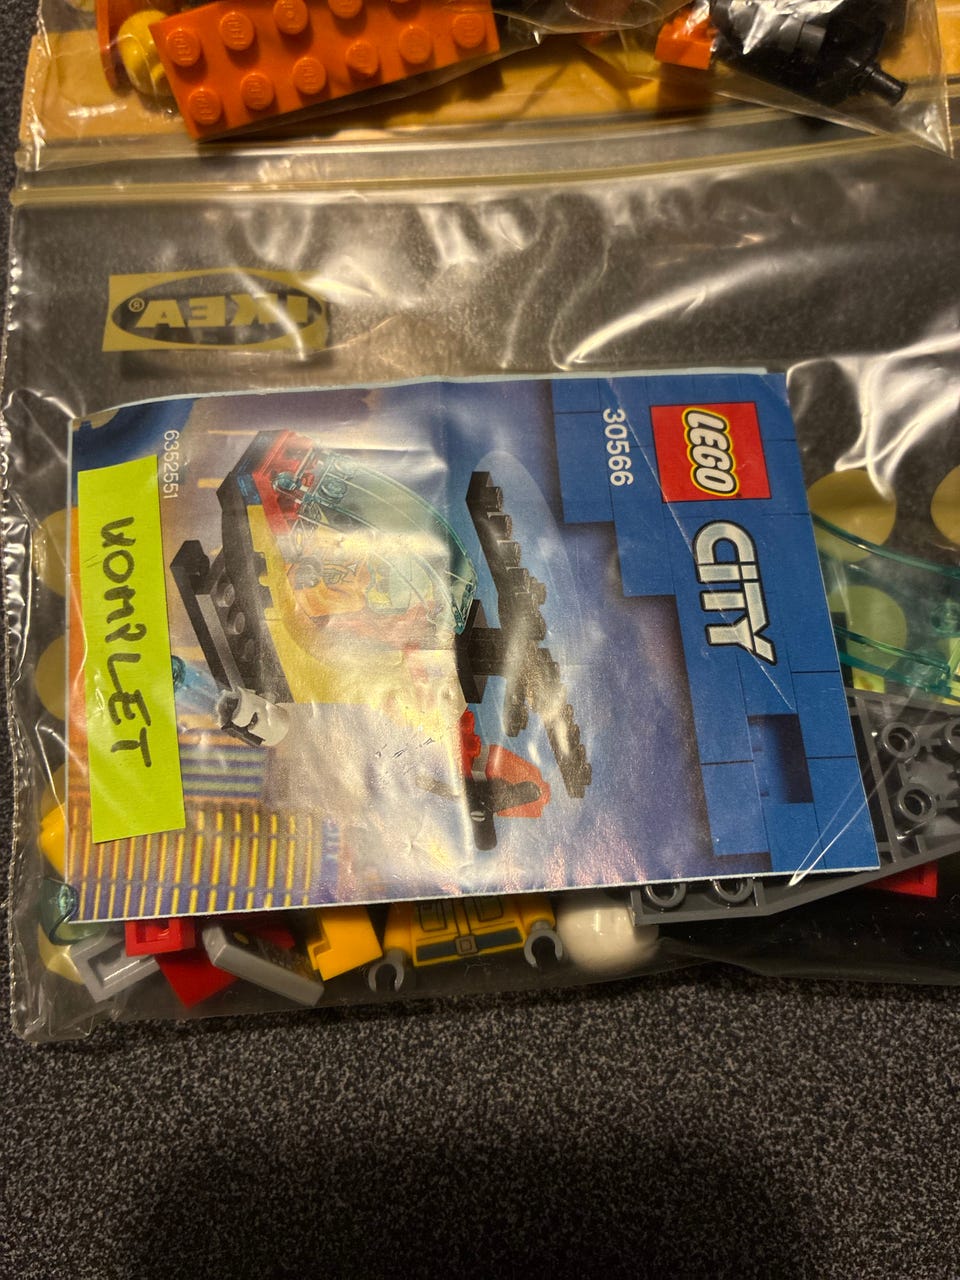 IKEA®
LEGO
CITY
30566
6352551
KOMPLET